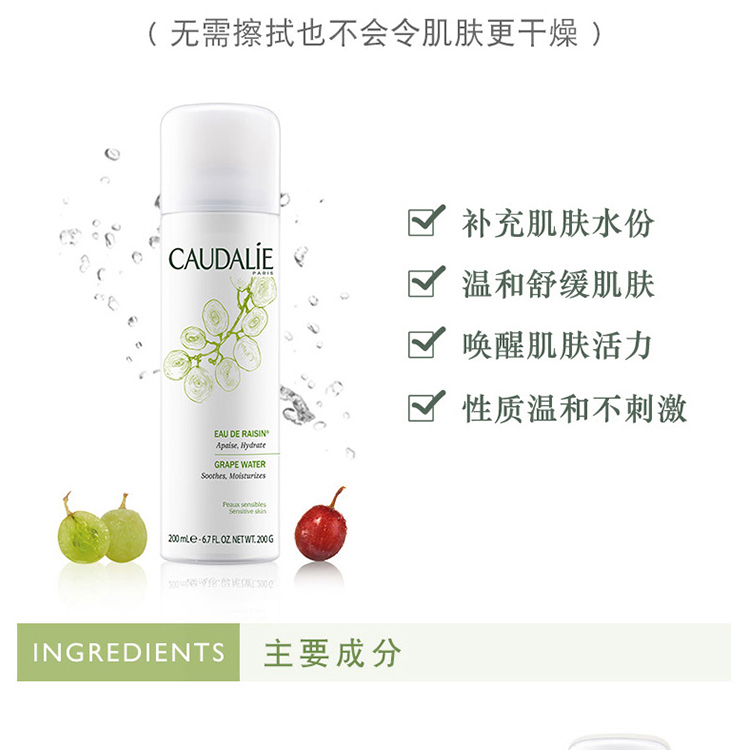 （ 无需擦拭也不会令肌肤更干燥 ）
CAUDALÍE
PARIS
EAU DE RAISIN®
Apaise, Hydrate
GRAPE WATER
Soothes, Moisturizes
Peaux sensibles
Sensitive skin
200 mL e - 6.7 FL. OZ. NET WT. 200 G
补充肌肤水份
温和舒缓肌肤
唤醒肌肤活力
性质温和不刺激
INGREDIENTS 主要成分